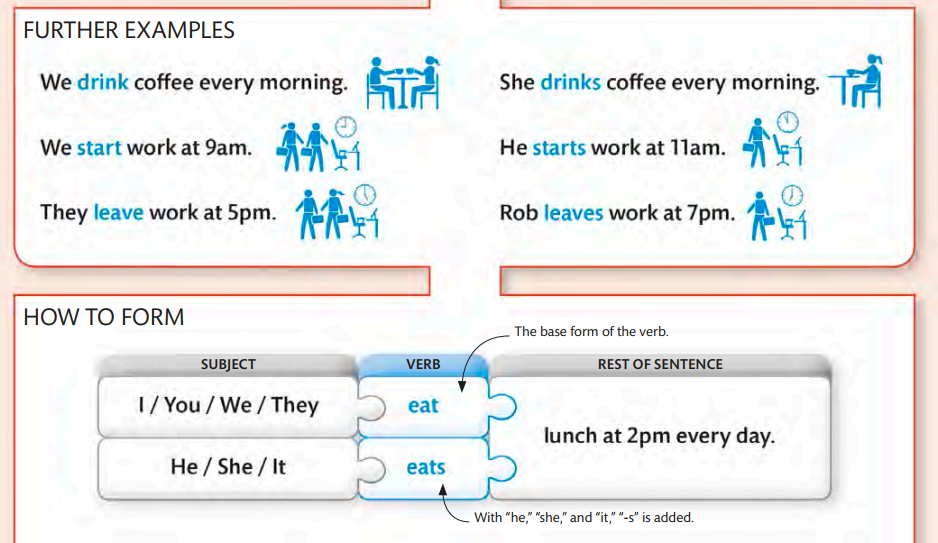 FURTHER EXAMPLES
We drink coffee every morning.
She drinks coffee every morning.
We start work at 9am.
He starts work at 11am.
They leave work at 5pm.
Rob leaves work at 7pm.
HOW TO FORM
The base form of the verb.
SUBJECT
VERB
REST OF SENTENCE
I / You / We / They
eat
lunch at 2pm every day.
He / She / It
eats
With “he,” “she,” and “it,” “-s” is added.